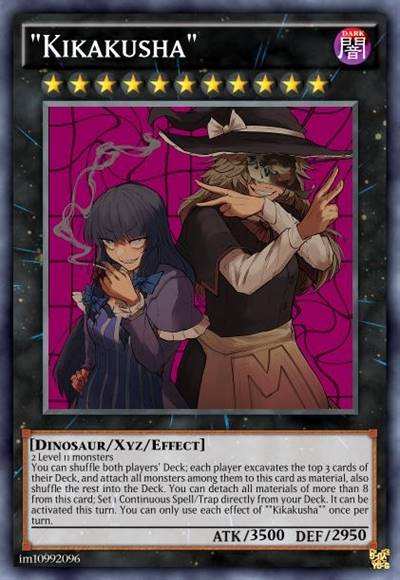 "Kikakusha"
DARK
闇
[Dinosaur/Xyz/Effect]
2 Level 11 monsters
You can shuffle both players' Deck; each player excavates the top 3 cards of
their Deck, and attach all monsters among them to this card as material, also
shuffle the rest into the Deck. You can detach all materials of more than 8
from this card; Set 1 Continuous Spell/Trap directly from your Deck. It can be
activated this turn. You can only use each effect of ""Kikakusha"" once per
turn.
ATK/3500 DEF/2950
im10992096
M